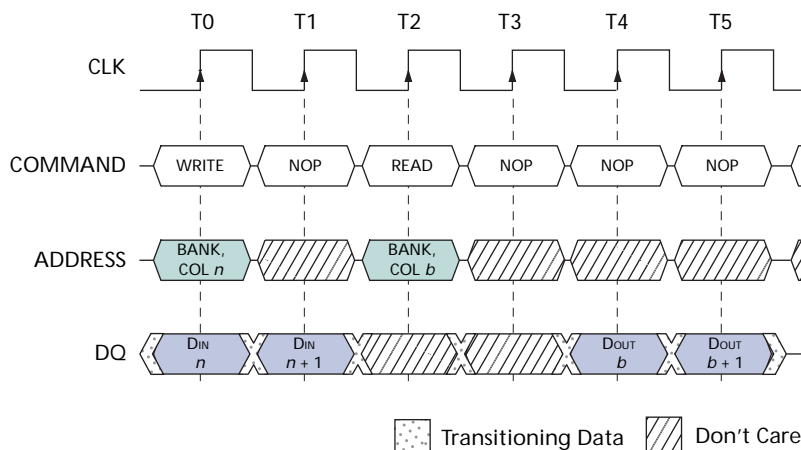 T0 T1 T2 T3 T4 T5
CLK
COMMAND WRITE NOP READ NOP NOP NOP
ADDRESS BANK, COL n BANK, COL b
DQ DIN n DIN n + 1 DOUT b DOUT b + 1
Transitioning Data Don't Care